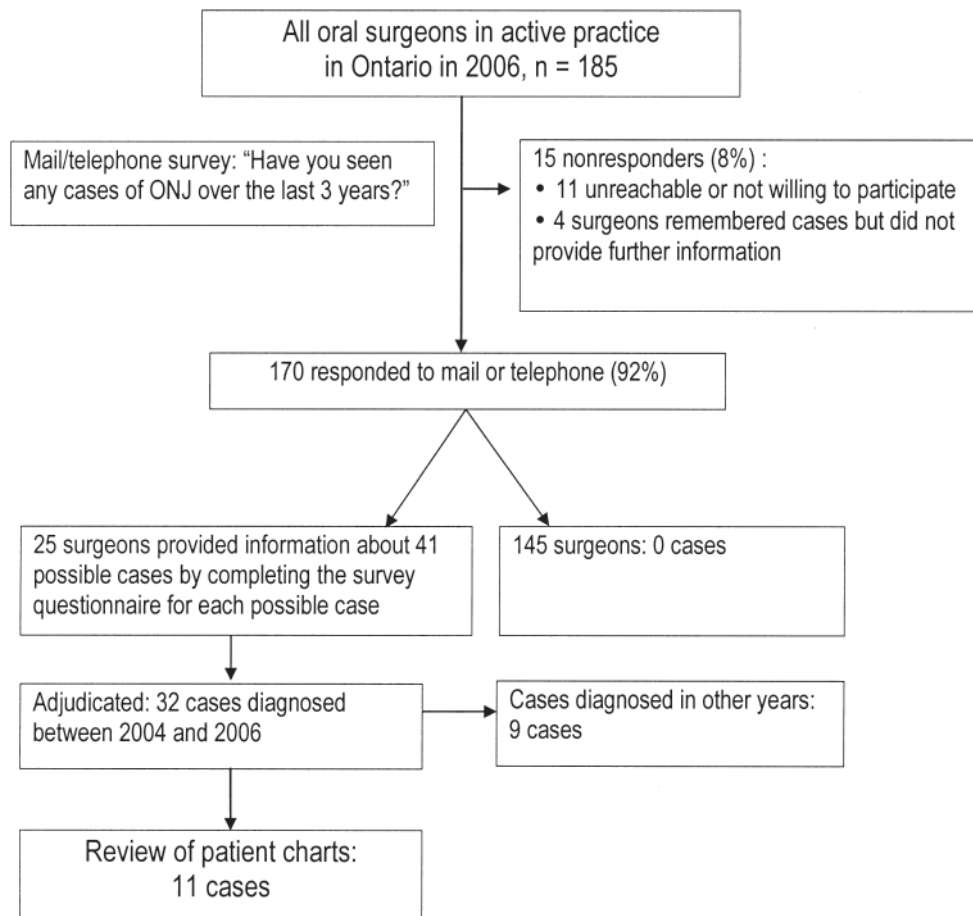 All oral surgeons in active practice
in Ontario in 2006, n = 185
Mail/telephone survey: “Have you seen
any cases of ONJ over the last 3 years?”
15 nonresponders (8%) :
• 11 unreachable or not willing to participate
• 4 surgeons remembered cases but did not
provide further information
170 responded to mail or telephone (92%)
25 surgeons provided information about 41
possible cases by completing the survey
questionnaire for each possible case
145 surgeons: 0 cases
Adjudicated: 32 cases diagnosed
between 2004 and 2006
Cases diagnosed in other years:
9 cases
Review of patient charts:
11 cases